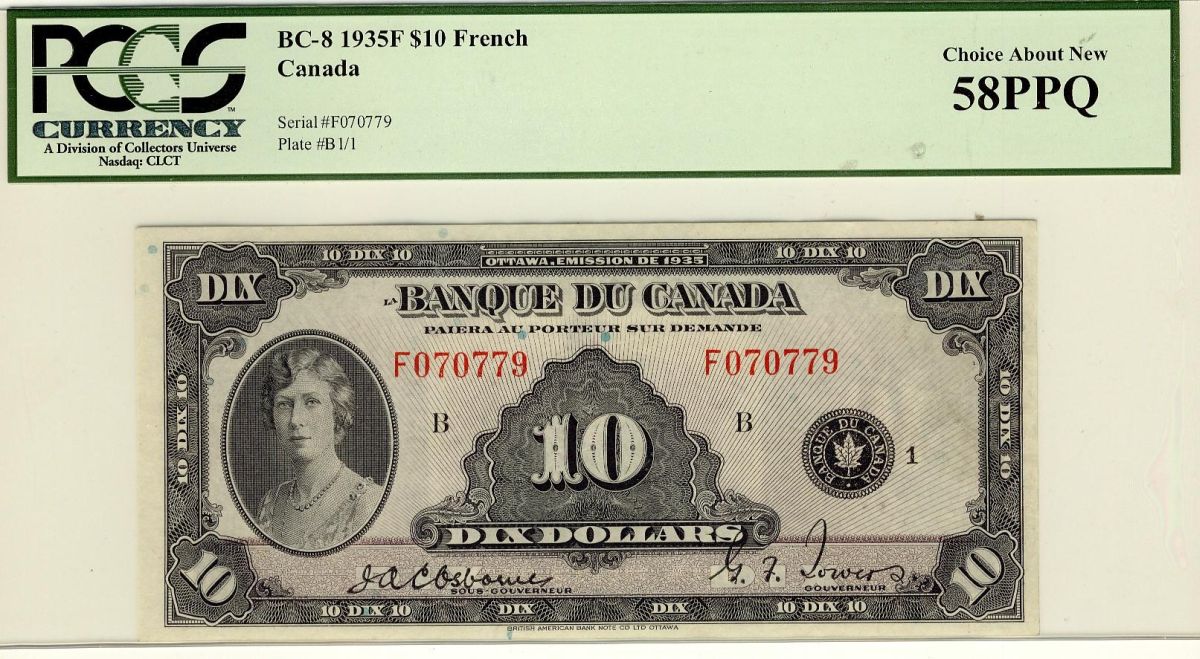 PCGS
CURRENCY
A Division of Collectors Universe
Nasdaq: CLCT
BC-8 1935F $10 French
Canada
Serial #F070779
Plate #B1/1
Choice About New
58PPQ
10 DIX 10
OTTAWA, EMISSION DE 1935
10 DIX 10
DIX
DIX
LA BANQUE DU CANADA
PAIERA AU PORTEUR SUR DEMANDE
F070779
F070779
10 DIX 10
10 DIX 10
B
10
B
BANQUE DU CANADA
1
DIX DOLLARS
10
10
J.A.C. Osborne
SOUS-GOUVERNEUR
G. F. Towers
GOUVERNEUR
10 DIX 10
DIX
DIX
10 DIX 10
BRITISH AMERICAN BANK NOTE CO LTD OTTAWA